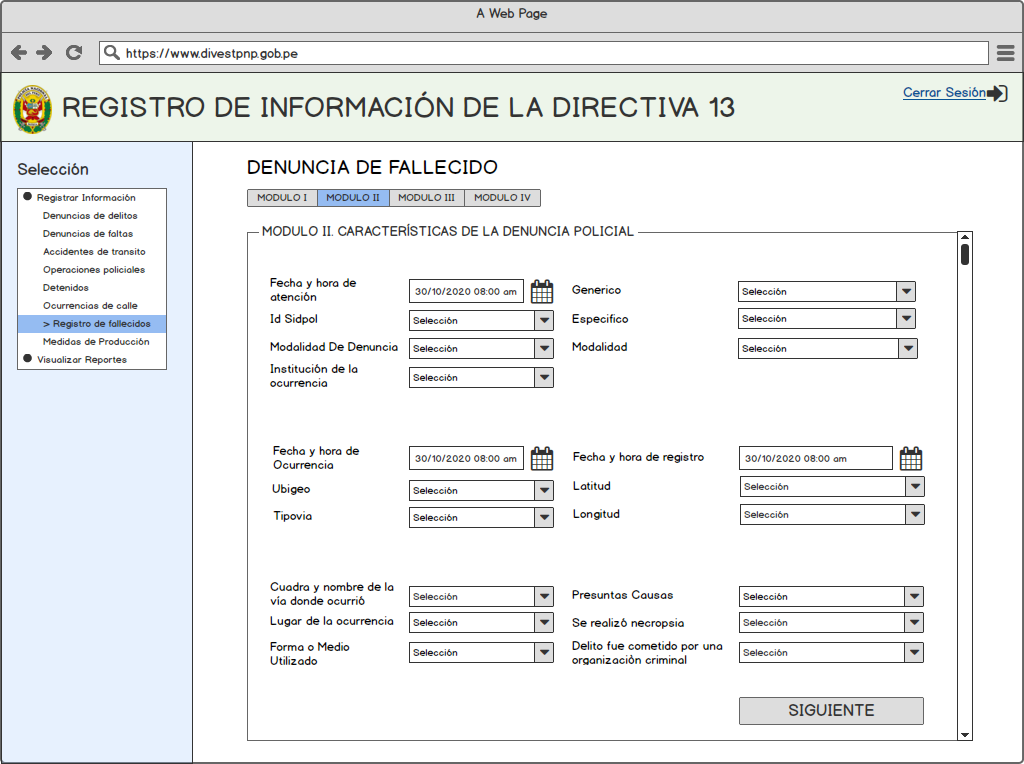 A Web Page
https://www.divestpnp.gob.pe
REGISTRO DE INFORMACIÓN DE LA DIRECTIVA 13
Cerrar Sesión
Selección
Registrar Información
Denuncias de delitos
Denuncias de faltas
Accidentes de transito
Operaciones policiales
Detenidos
Ocurrencias de calle
> Registro de fallecidos
Medidas de Producción
Visualizar Reportes
DENUNCIA DE FALLECIDO
MODULO I MODULO II MODULO III MODULO IV
MODULO II. CARACTERÍSTICAS DE LA DENUNCIA POLICIAL
Fecha y hora de
atención
30/10/2020 08:00 am
Generico
Selección
Id Sidpol
Selección
Especifico
Selección
Modalidad De Denuncia
Selección
Modalidad
Selección
Institución de la
ocurrencia
Selección
Fecha y hora de
Ocurrencia
30/10/2020 08:00 am
Fecha y hora de registro
30/10/2020 08:00 am
Ubigeo
Selección
Latitud
Selección
Tipovia
Selección
Longitud
Selección
Cuadra y nombre de la
vía donde ocurrió
Selección
Presuntas Causas
Selección
Lugar de la ocurrencia
Selección
Se realizó necropsia
Selección
Forma o Medio
Utilizado
Selección
Delito fue cometido por una
organización criminal
Selección
SIGUIENTE